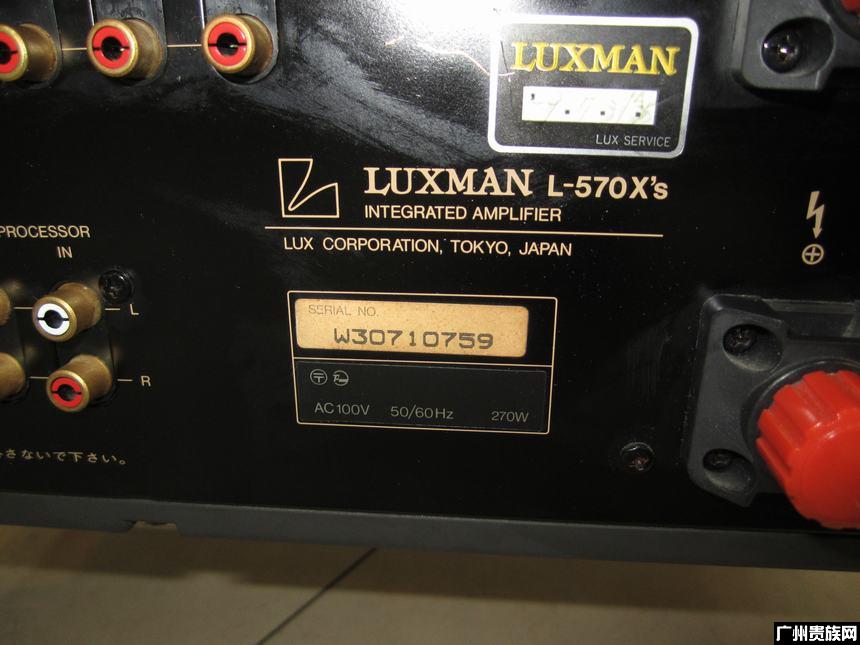 LUXMAN
LUX SERVICE
LUXMAN L-570X's
INTEGRATED AMPLIFIER
LUX CORPORATION, TOKYO, JAPAN
PROCESSOR
IN
L
R
SERIAL NO.
W30710759
AC100V 50/60Hz 270W
さないで下さい。
广州贵族网